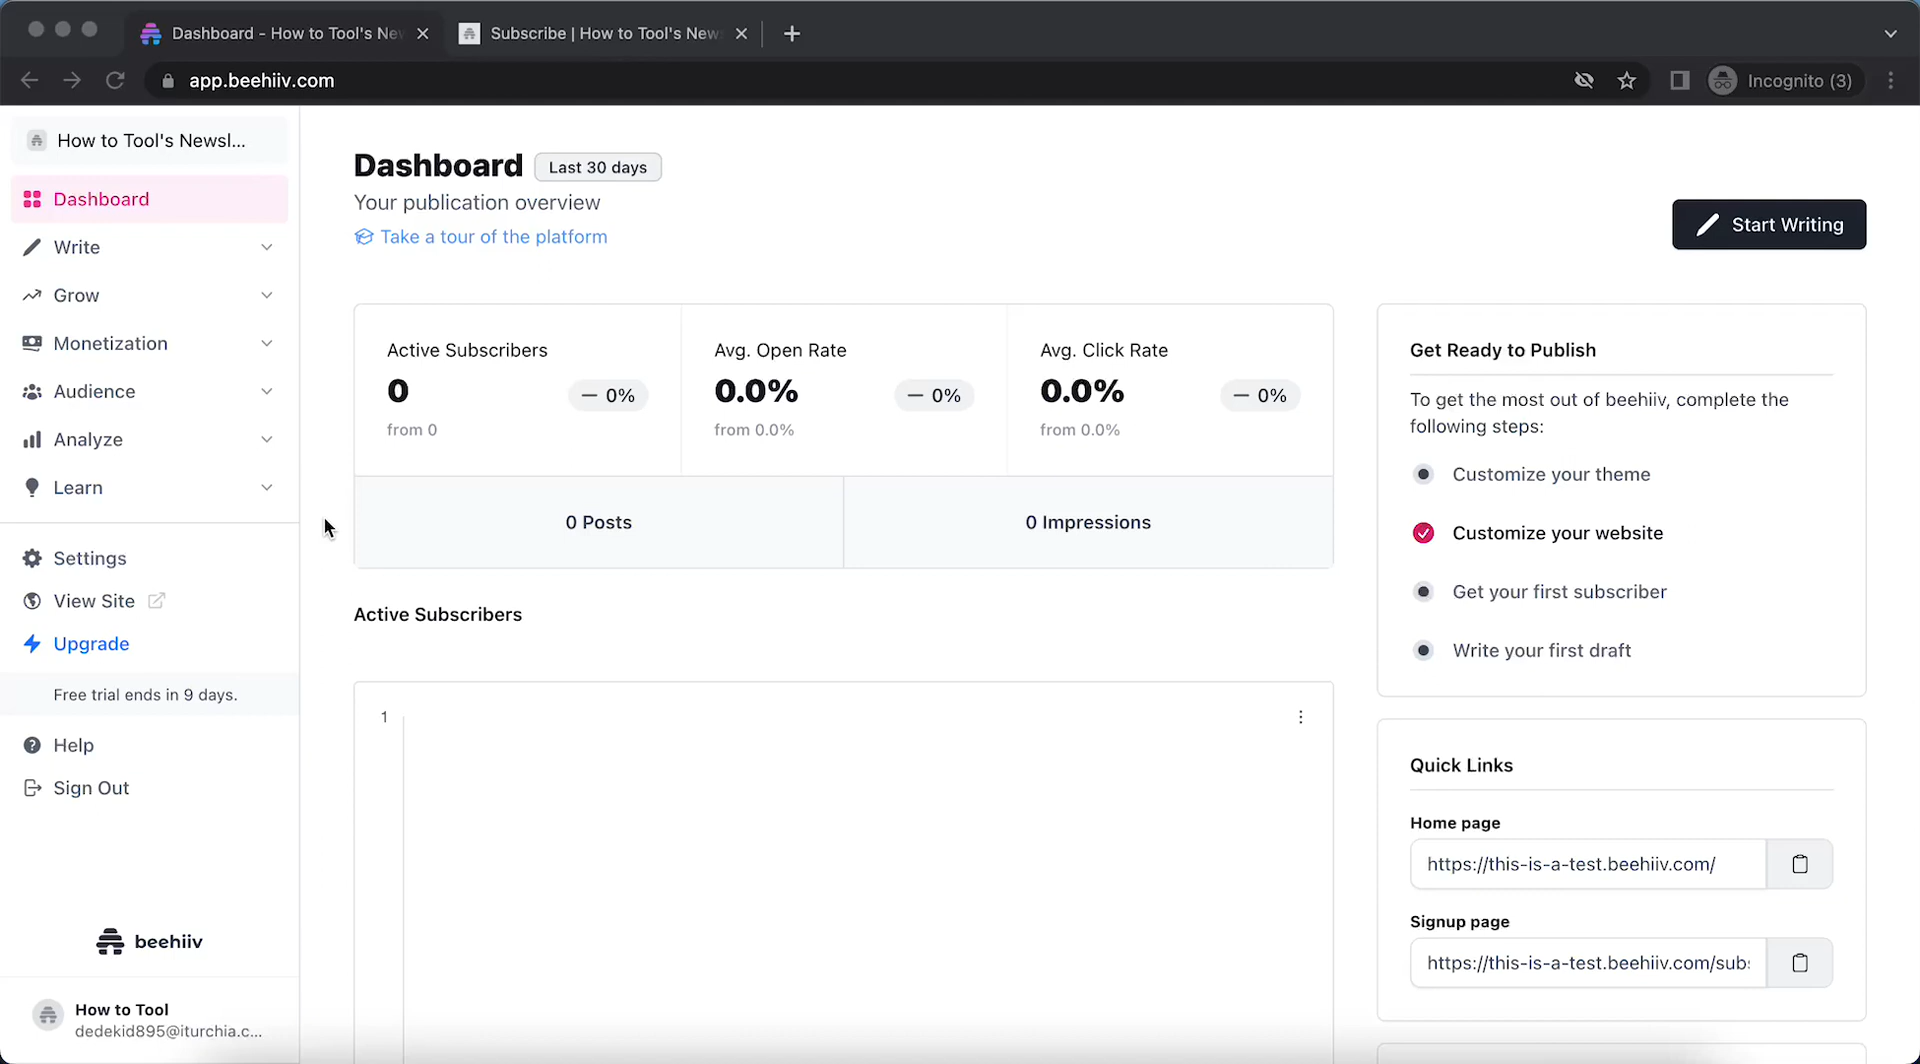 Dashboard - How to Tool's Ne
Subscribe | How to Tool's New
app.beehiiv.com
Incognito (3)
How to Tool's Newsl...
Dashboard
Write
Grow
Monetization
Audience
Analyze
Learn
Settings
View Site
Upgrade
Free trial ends in 9 days.
Help
Sign Out
beehiiv
How to Tool
dedekid895@iturchia.c...
Dashboard
Last 30 days
Your publication overview
Take a tour of the platform
Start Writing
Active Subscribers
0
— 0%
from 0
Avg. Open Rate
0.0%
— 0%
from 0.0%
Avg. Click Rate
0.0%
— 0%
from 0.0%
0 Posts
0 Impressions
Active Subscribers
1
Get Ready to Publish
To get the most out of beehiiv, complete the
following steps:
Customize your theme
Customize your website
Get your first subscriber
Write your first draft
Quick Links
Home page
https://this-is-a-test.beehiiv.com/
Signup page
https://this-is-a-test.beehiiv.com/subs